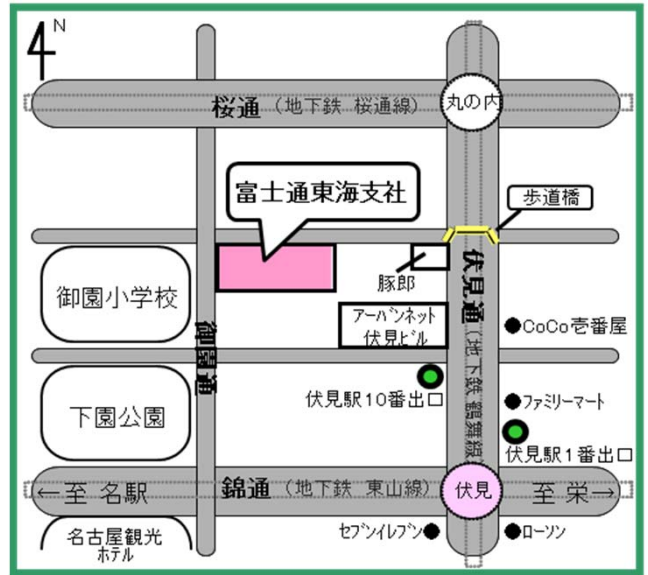 N
桜通（地下鉄 桜通線）
丸の内
富士通東海支社
歩道橋
御園小学校
豚郎
伏見通（地下鉄 鶴舞線）
アーバンネット
伏見ビル
CoCo壱番屋
御園通
伏見駅10番出口
ファミリーマート
下園公園
伏見駅1番出口
←至 名駅
錦通（地下鉄 東山線）
伏見
至 栄→
名古屋観光
ホテル
セブンイレブン
ローソン